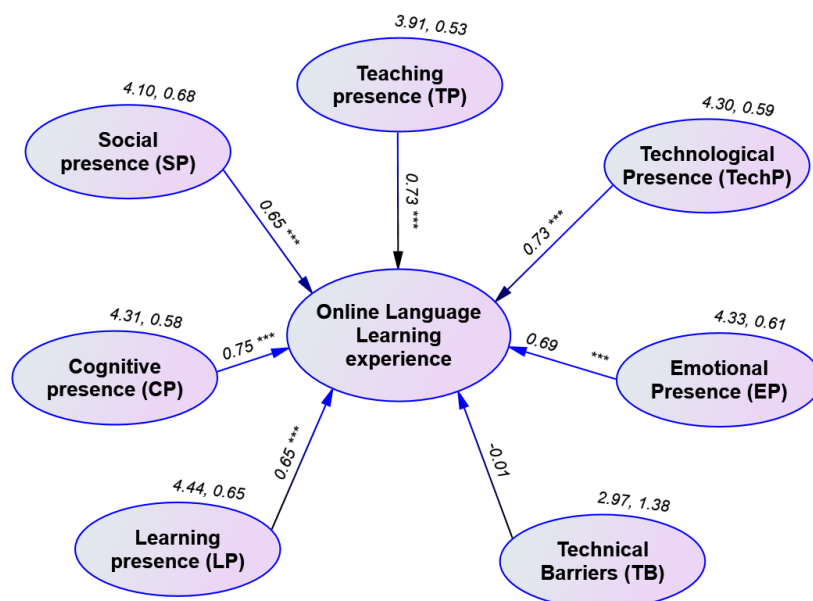 3.91, 0.53
Teaching
presence (TP)
4.10, 0.68
Social
presence (SP)
4.30, 0.59
Technological
Presence (TechP)
0.65 ***
0.73 ***
0.73 ***
Online Language
Learning
experience
4.31, 0.58
Cognitive
presence (CP)
0.75 ***
4.33, 0.61
Emotional
Presence (EP)
0.69 ***
4.44, 0.65
Learning
presence (LP)
0.65 ***
-0.01
2.97, 1.38
Technical
Barriers (TB)